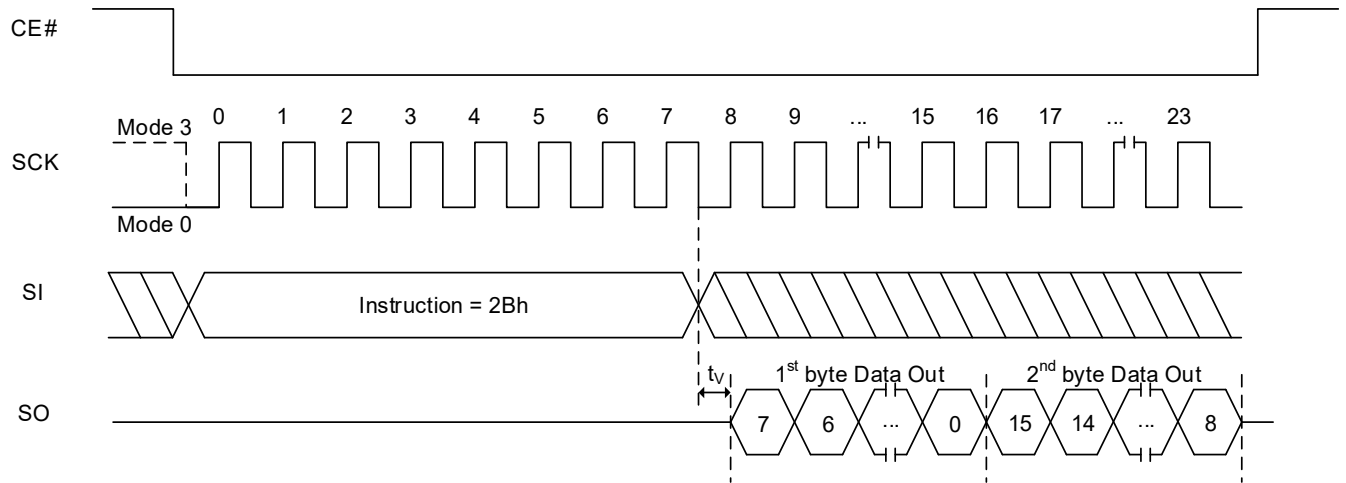 CE#
0 1 2 3 4 5 6 7 8 9 ... 15 16 17 ... 23
Mode 3
SCK
Mode 0
SI
Instruction = 2Bh
tV 1st byte Data Out 2nd byte Data Out
SO
7 6 ... 0 15 14 ... 8